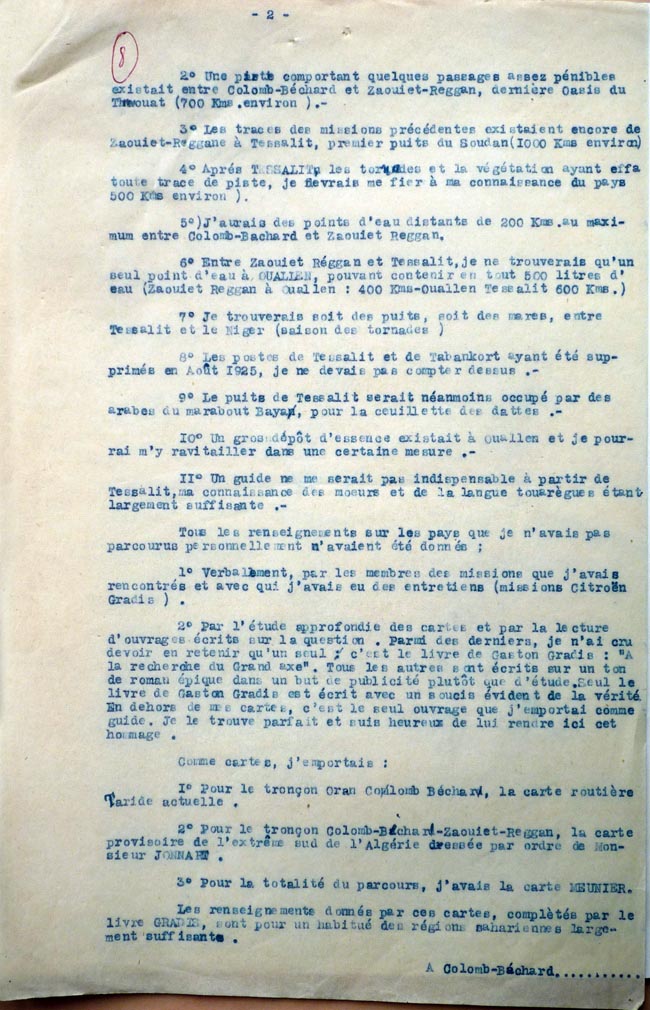 - 2 -
8
2° Une piste comportant quelques passages assez pénibles
existait entre Colomb-Béchard et Zaouiet-Reggan, dernière Oasis du
Thwouat (700 Kms.environ ).-
3° Les traces des missions précédentes existaient encore de
Zaouiet-Reggane à Tessalit, premier puits du Soudan(I000 Kms environ)
4° Aprés TESSALIT, les tornades et la végétation ayant effa
toute trace de piste, je devrais me fier à ma connaissance du pays
500 Kms environ ).
5°)J'aurais des points d'eau distants de 200 Kms.au maxi-
mum entre Colomb-Bachard et Zaouiet Reggan.
6° Entre Zaouiet Réggan et Tessalit,je ne trouverais qu'un
seul point d'eau à OUALLEN, pouvant contenir en tout 500 litres d'
eau (Zaouiet Reggan à Ouallen : 400 Kms-Ouallen Tessalit 600 Kms.)
7° Je trouverais soit des puits, soit des mares, entre
Tessalit et le Niger (saison des tornades )
8° Les postes de Tessalit et de Tabankort ayant été sup-
primés en Août I925, je ne devais pas compter dessus .-
9° Le puits de Tessalit serait néanmoins occupé par des
arabes du marabout Bayan, pour la ceuillette des dattes .-
I0° Un grosdépôt d'essence existait à Ouallen et je pour-
rai m'y ravitailler dans une certaine mesure .-
II° Un guide ne me serait pas indispensable à partir de
Tessalit,ma connaissance des moeurs et de la langue touarègues étant
largement suffisante .-
Tous les renseignements sur les pays que je n'avais pas
parcourus personnellement m'avaient été donnés ;
I° Verbalement, par les membres des missions que j'avais
rencontrés et avec qui j'avais eu des entretiens (missions Citroën
Gradis ) .
2° Par l'étude approfondie des cartes et par la lecture
d'ouvrages écrits sur la question . Parmi des derniers, je n'ai cru
devoir en retenir qu'un seul ; c'est le livre de Gaston Gradis : "A
la recherche du Grand axe". Tous les autres sont écrits sur un ton
de roman épique dans un but de publicité plutôt que d'étude.Seul le
livre de Gaston Gradis est écrit avec un soucis évident de la vérité
En dehors de mes cartes, c'est le seul ouvrage que j'emportai comme
guide. Je le trouve parfait et suis heureux de lui rendre ici cet
hommage .
Comme cartes, j'emportais :
I° Pour le tronçon Oran Colomb Béchar, la carte routière
Taride actuelle .
2° Pour le tronçon Colomb-Béchard-Zaouiet-Reggan, la carte
provisoire de l'extrême sud de l'Algérie dressée par ordre de Mon-
sieur JONNART .
3° Pour la totalité du parcours, j'avais la carte MEUNIER.
Les renseignements donnés par ces cartes, complètés par le
livre GRADIS, sont pour un habitué des régions sahariennes large-
ment suffisants .
A Colomb-Béchard...........